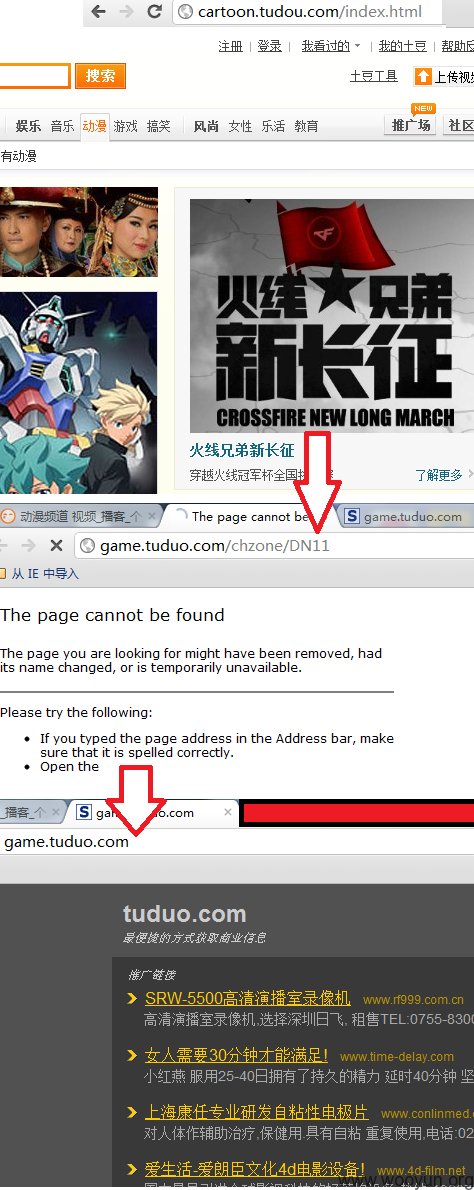 cartoon.tudou.com/index.html
注册 | 登录 | 我看过的 | 我的土豆 | 帮助应
搜索
土豆工具
上传视频
NEW
娱乐 音乐 动漫 游戏 搞笑 风尚 女性 乐活 教育
推广场 社区
有动漫
火线兄弟
新长征
CROSSFIRE NEW LONG MARCH
火线兄弟新长征
穿越火线冠军杯全国
了解更多
动漫频道 视频_播客_个
The page cannot be
game.tuduo.com
game.tuduo.com/chzone/DN11
从 IE 中导入
The page cannot be found
The page you are looking for might have been removed, had
its name changed, or is temporarily unavailable.
Please try the following:
If you typed the page address in the Address bar, make
sure that it is spelled correctly.
Open the
_播客_个
game.tuduo.com
tuduo.com
最便捷的方式获取商业信息
推广链接
SRW-5500高清演播室录像机 www.rf999.com.cn
高清演播室录像机,选择深圳日飞, 租售TEL:0755-8300
女人需要30分钟才能满足! www.time-delay.com
小红燕 服用25-40日拥有了持久的精力 延时40分钟 坚
上海康任专业研发自粘性电极片 www.conlinmed.
对人体作辅助治疗,保健用.具有自粘 重复使用,电话:02
爱生活-爱朗臣文化4d电影设备! www.4d-film.net
www.wooyun.org